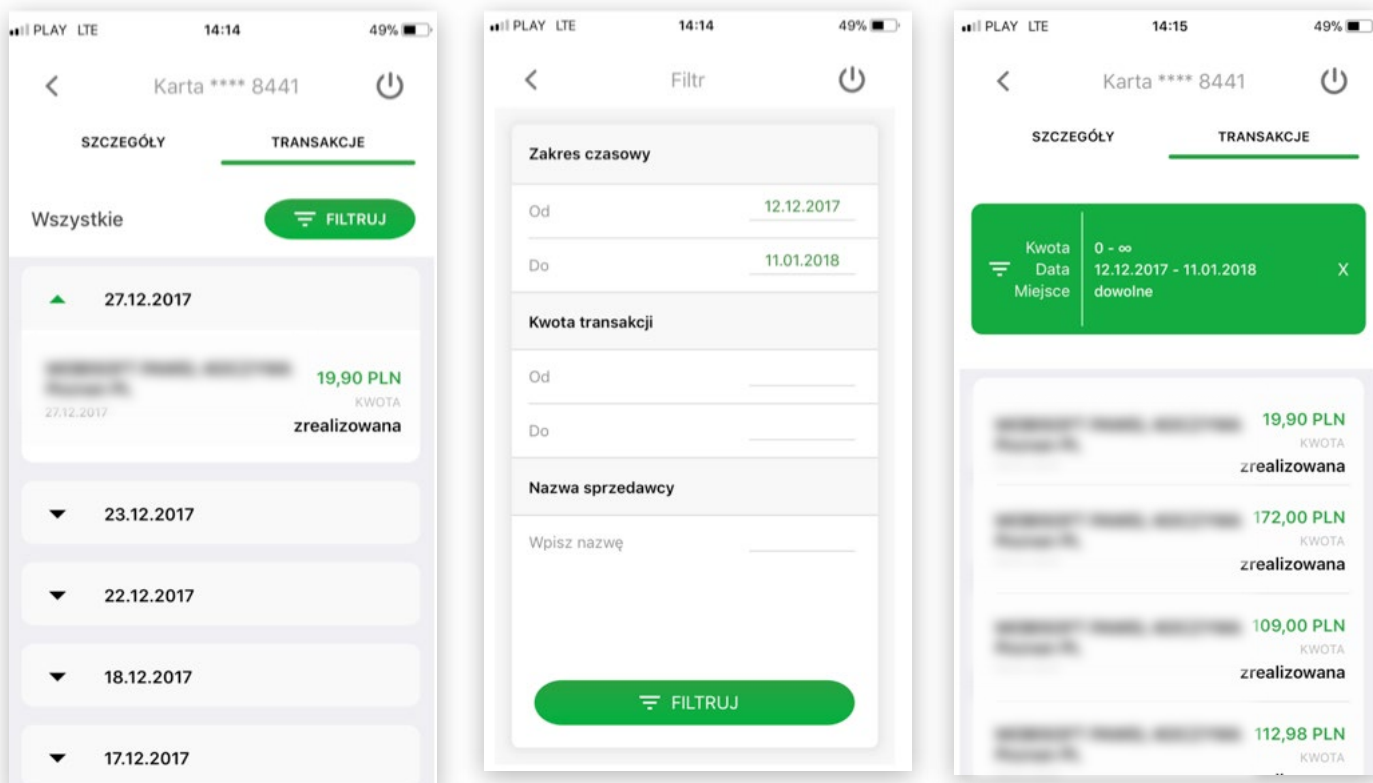 PLAY LTE 14:14 49%
Karta **** 8441
SZCZEGÓŁY TRANSAKCJE
Wszystkie FILTRUJ
27.12.2017
19,90 PLN
KWOTA
27.12.2017
zrealizowana
23.12.2017
22.12.2017
18.12.2017
17.12.2017
PLAY LTE 14:14 49%
Filtr
Zakres czasowy
Od 12.12.2017
Do 11.01.2018
Kwota transakcji
Od
Do
Nazwa sprzedawcy
Wpisz nazwę
FILTRUJ
PLAY LTE 14:15 49%
Karta **** 8441
SZCZEGÓŁY TRANSAKCJE
Kwota 0 - ∞
Data 12.12.2017 - 11.01.2018 X
Miejsce dowolne
19,90 PLN
KWOTA
zrealizowana
172,00 PLN
KWOTA
zrealizowana
109,00 PLN
KWOTA
zrealizowana
112,98 PLN
KWOTA